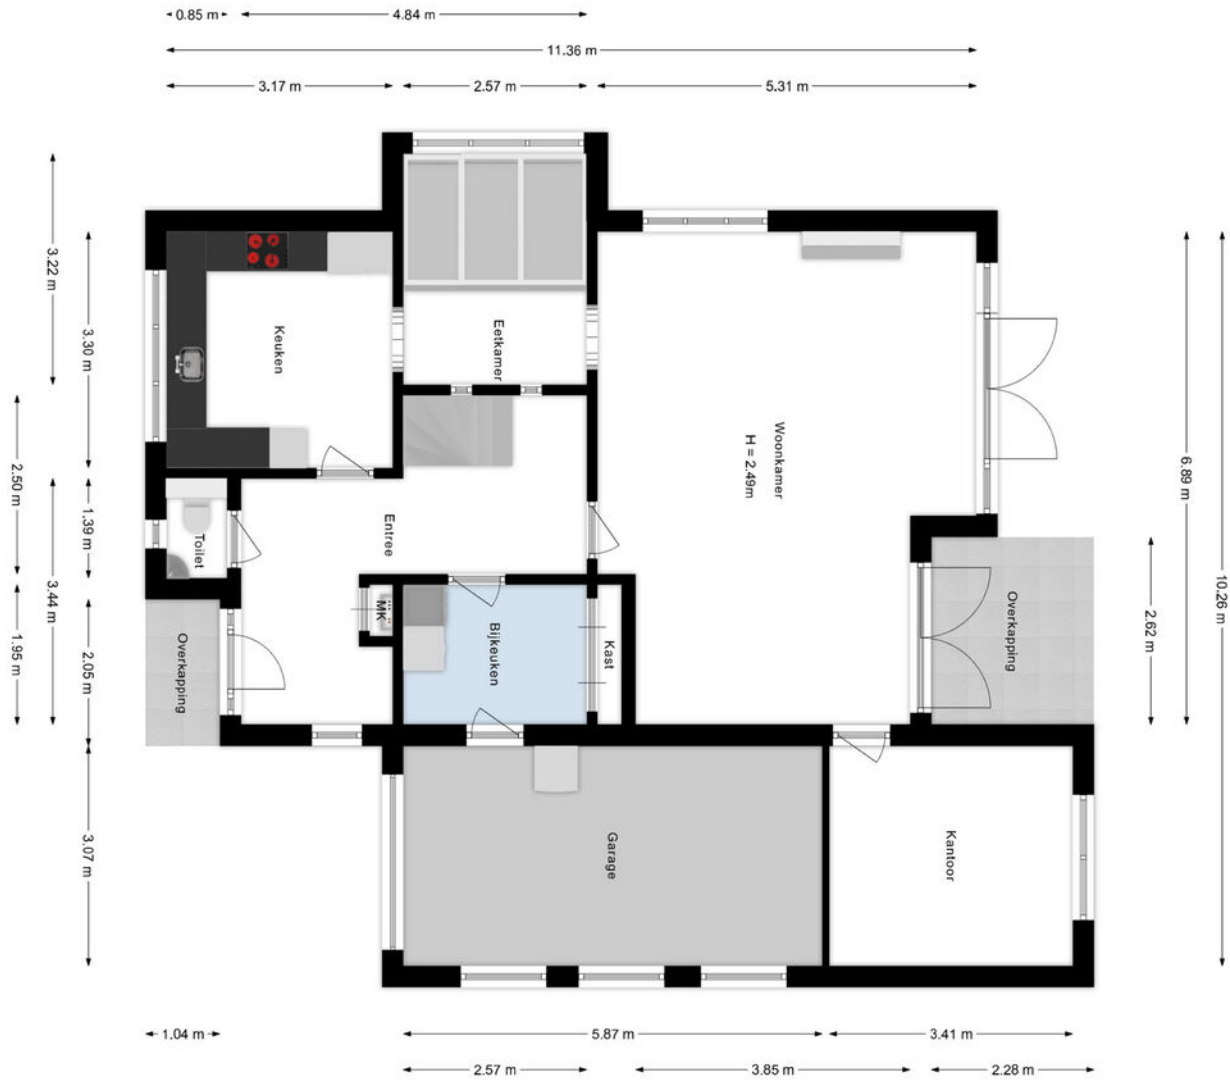 0.85 m
4.84 m
11.36 m
3.17 m
2.57 m
5.31 m
3.22 m
3.30 m
2.50 m
1.39 m
3.44 m
1.95 m
2.05 m
3.07 m
Keuken
Eetkamer
Woonkamer
H = 2.49m
Toilet
Entree
MK
Bijkeuken
Kast
Overkapping
Overkapping
Garage
Kantoor
6.89 m
10.26 m
2.62 m
1.04 m
5.87 m
3.41 m
2.57 m
3.85 m
2.28 m